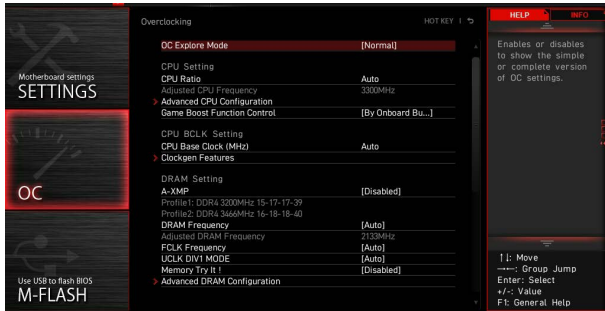 Overclocking
HOT KEY |
HELP
INFO
OC Explore Mode [Normal]
CPU Setting
CPU Ratio Auto
Adjusted CPU Frequency 3300MHz
Advanced CPU Configuration
Game Boost Function Control [By Onboard Bu...]
CPU BCLK Setting
CPU Base Clock (MHz) Auto
Clockgen Features
DRAM Setting
A-XMP [Disabled]
Profile1: DDR4 3200MHz 15-17-17-39
Profile2: DDR4 3466MHz 16-18-18-40
DRAM Frequency [Auto]
Adjusted DRAM Frequency 2133MHz
FCLK Frequency [Auto]
UCLK DIV1 MODE [Auto]
Memory Try It ! [Disabled]
Advanced DRAM Configuration
Motherboard settings
SETTINGS
OC
Use USB to flash BIOS
M-FLASH
Enables or disables
to show the simple
or complete version
of OC settings.
↑↓: Move
→←: Group Jump
Enter: Select
+/-: Value
F1: General Help